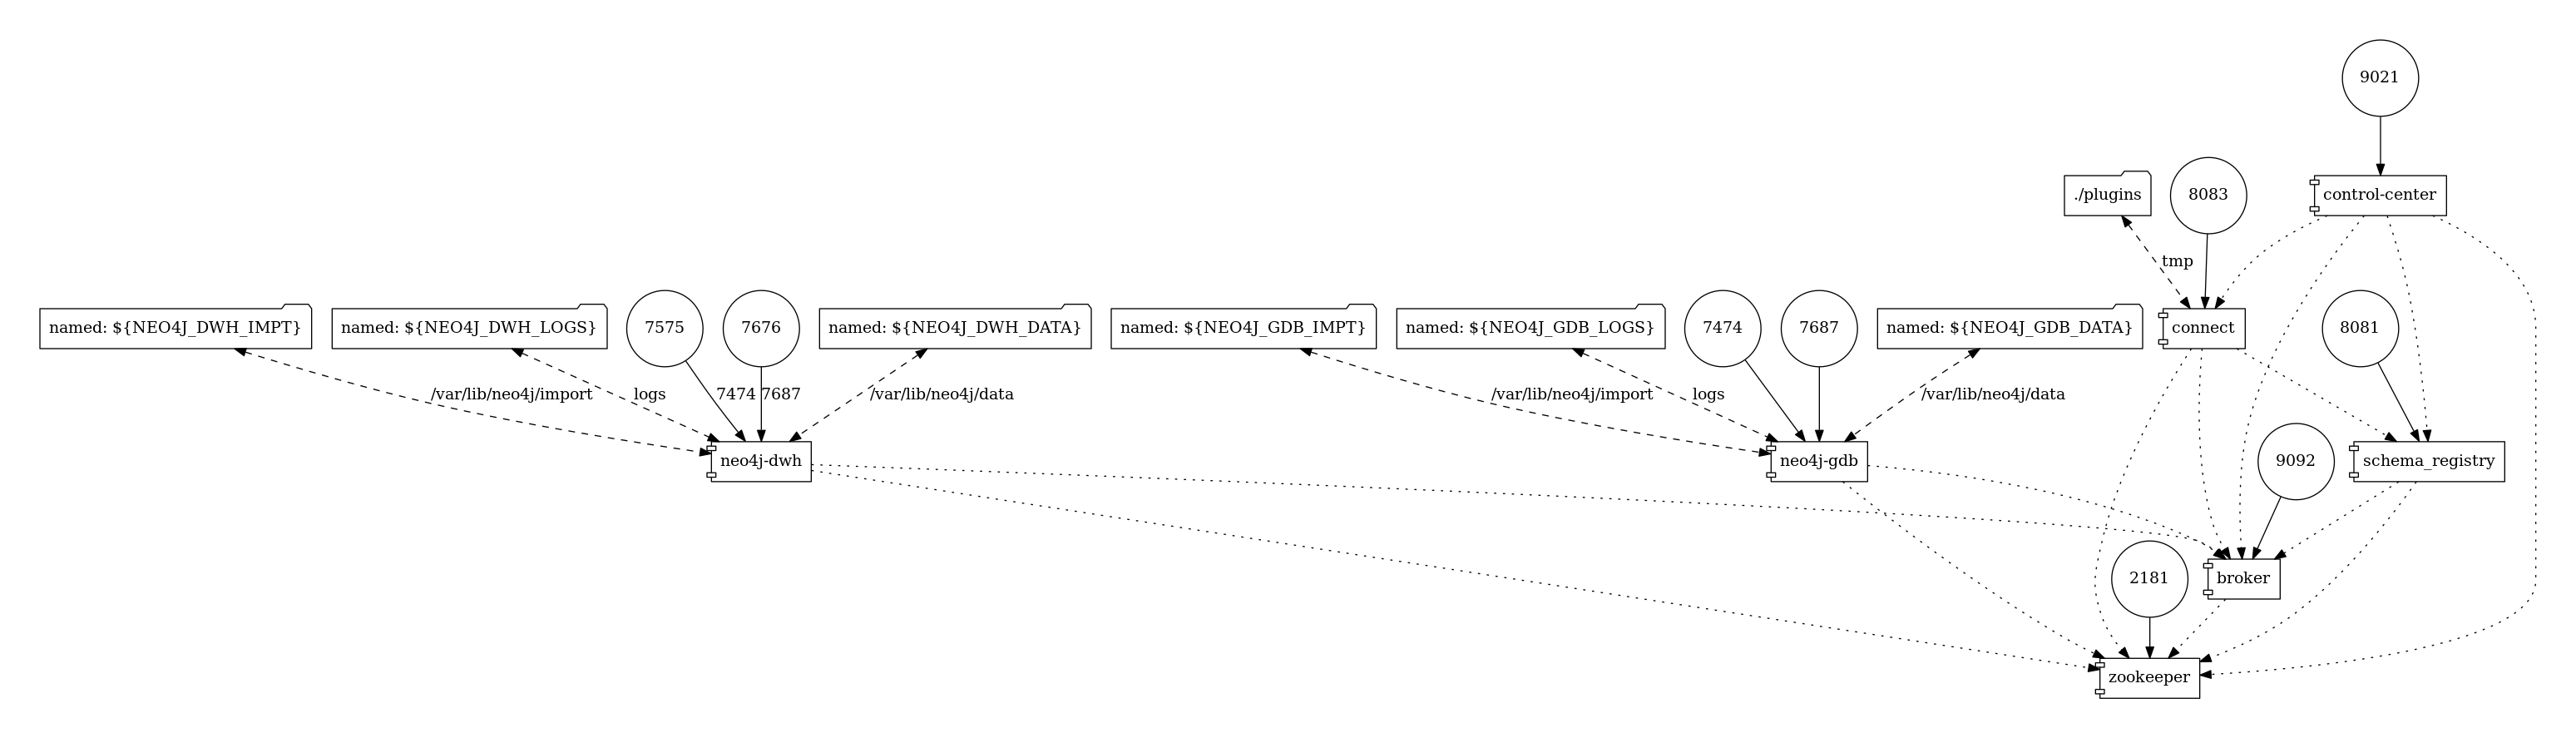 9021
./plugins
8083
control-center
tmp
named: ${NEO4J_DWH_IMPT}
named: ${NEO4J_DWH_LOGS}
7575
7676
named: ${NEO4J_DWH_DATA}
named: ${NEO4J_GDB_IMPT}
named: ${NEO4J_GDB_LOGS}
7474
7687
named: ${NEO4J_GDB_DATA}
connect
8081
/var/lib/neo4j/import
logs
7474
7687
/var/lib/neo4j/data
/var/lib/neo4j/import
logs
/var/lib/neo4j/data
neo4j-dwh
neo4j-gdb
9092
schema_registry
2181
broker
zookeeper